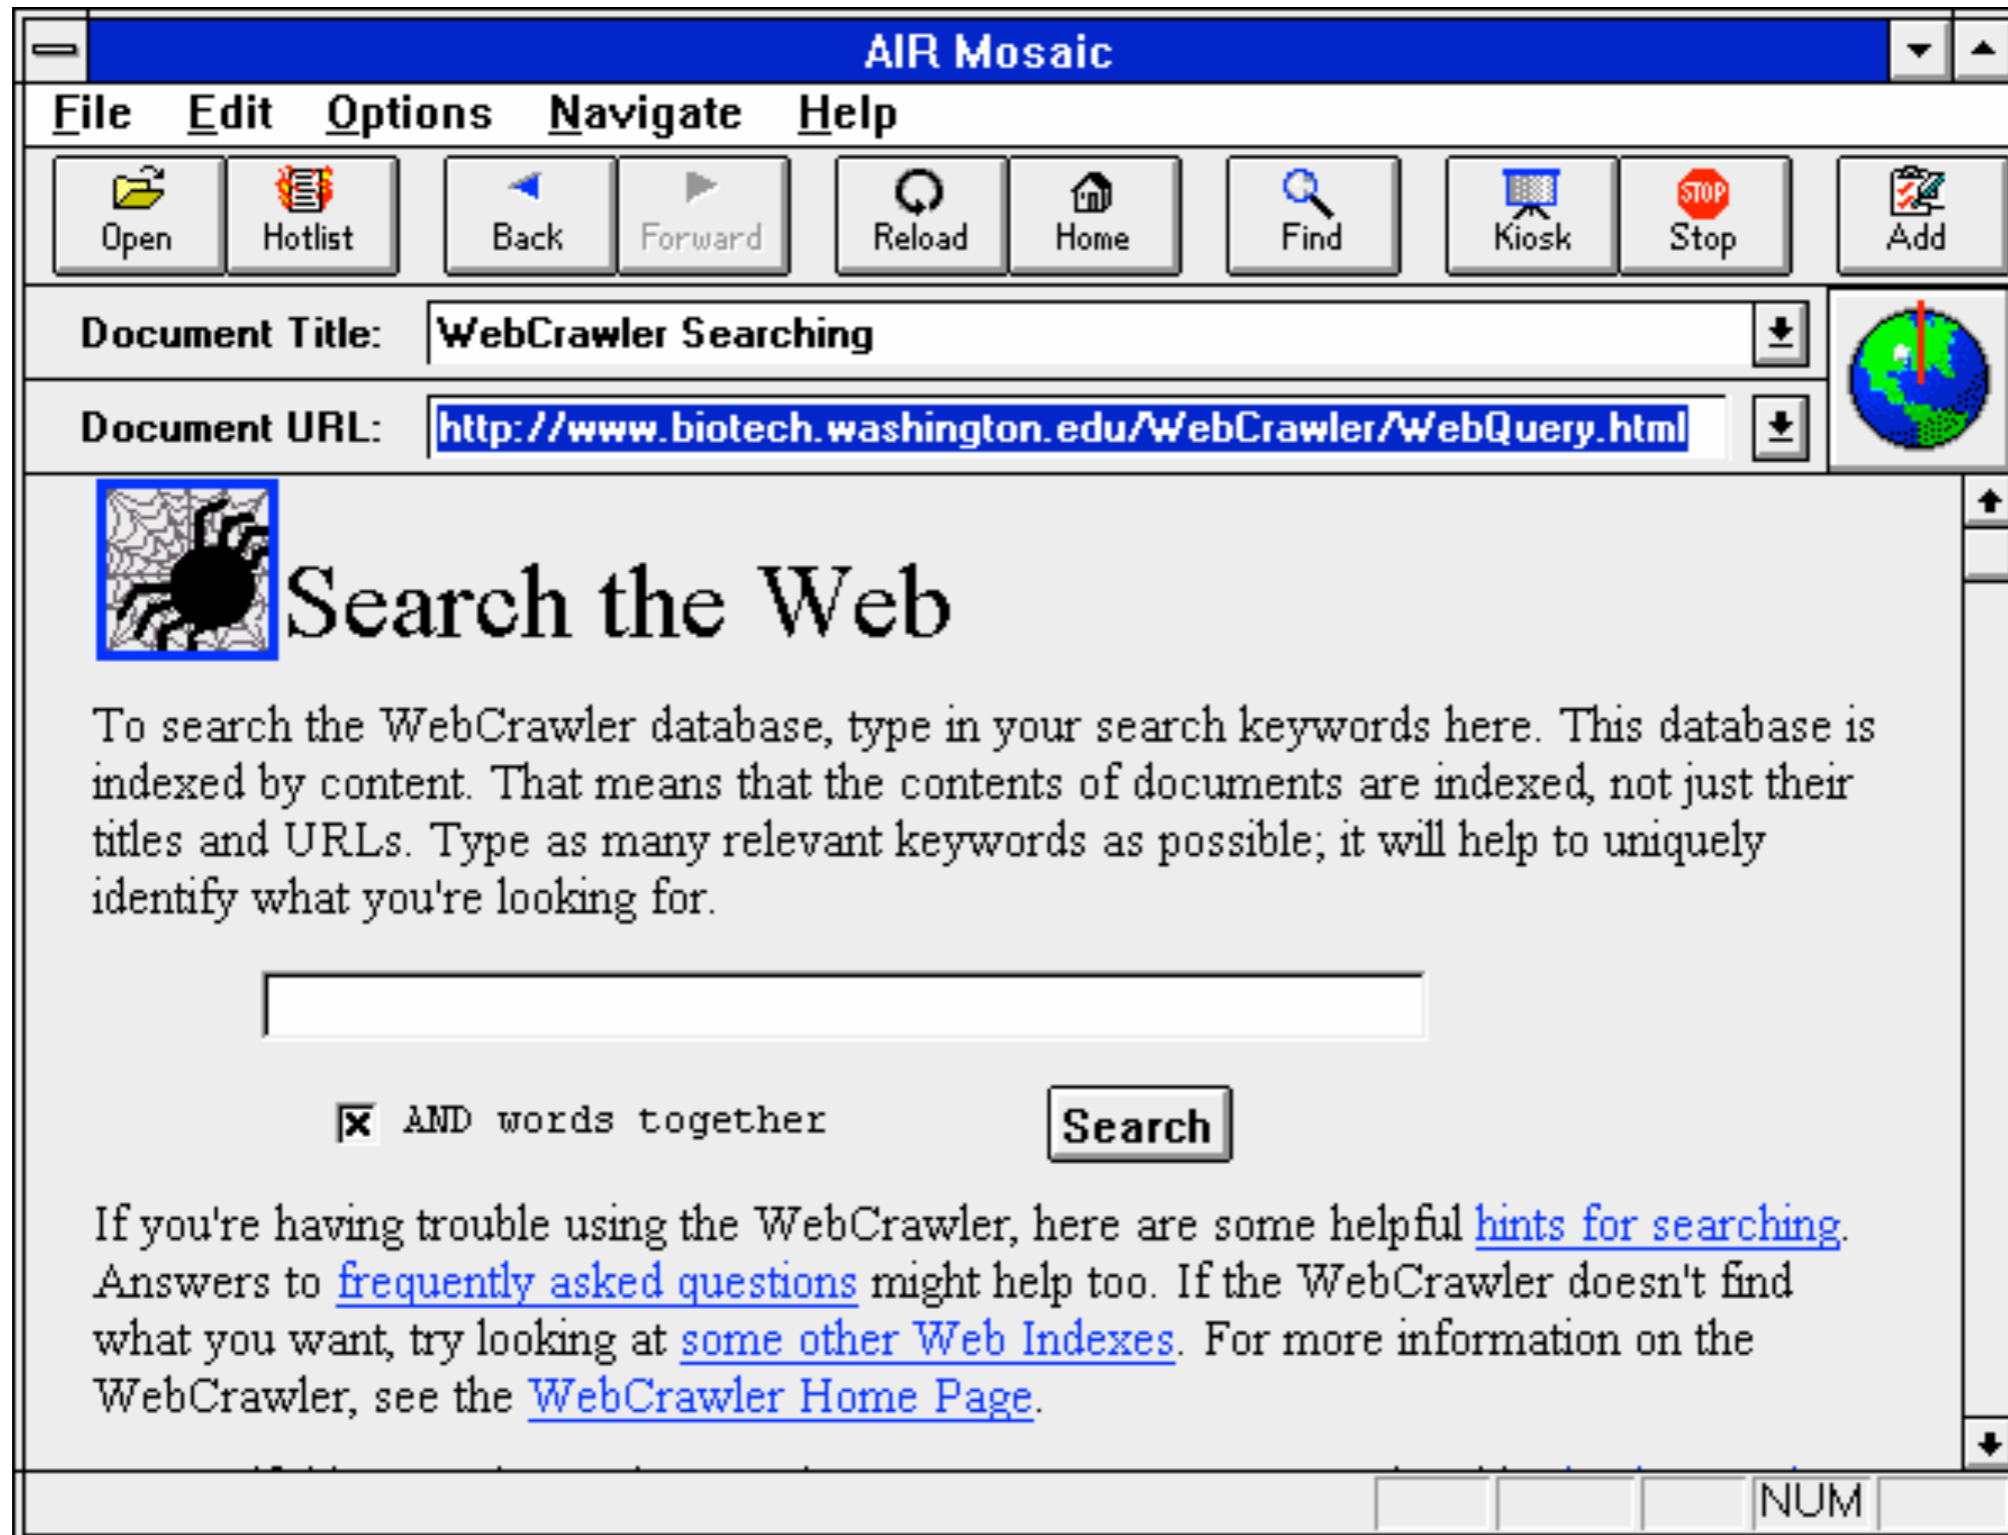 AIR Mosaic
File Edit Options Navigate Help
Open Hotlist Back Forward Reload Home Find Kiosk STOP Stop Add
Document Title: WebCrawler Searching
Document URL: http://www.biotech.washington.edu/WebCrawler/WebQuery.html
Search the Web
To search the WebCrawler database, type in your search keywords here. This database is
indexed by content. That means that the contents of documents are indexed, not just their
titles and URLs. Type as many relevant keywords as possible; it will help to uniquely
identify what you're looking for.
AND words together Search
If you're having trouble using the WebCrawler, here are some helpful hints for searching.
Answers to frequently asked questions might help too. If the WebCrawler doesn't find
what you want, try looking at some other Web Indexes. For more information on the
WebCrawler, see the WebCrawler Home Page.
NUM